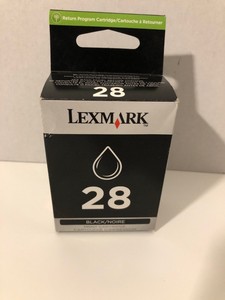 Return Program Cartridge/Cartouche à Retourner
28
LEXMARK
28
BLACK/NOIRE